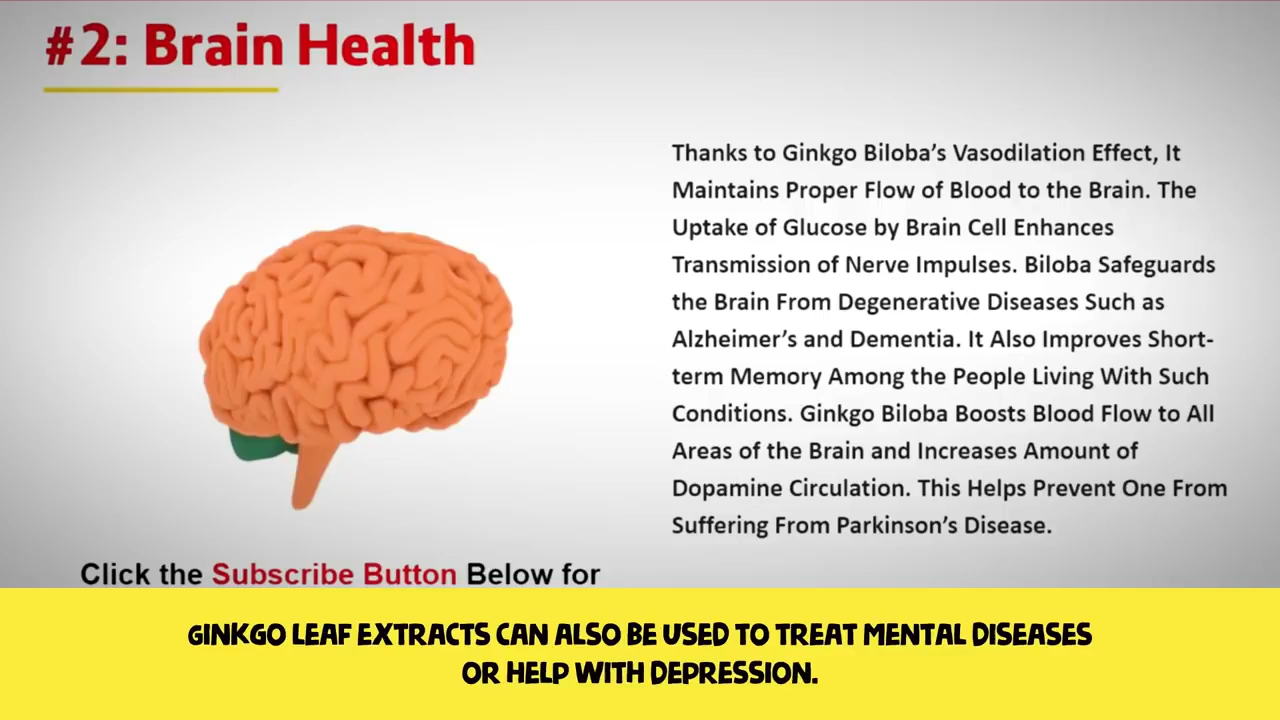 #2: Brain Health
Thanks to Ginkgo Biloba's Vasodilation Effect, It
Maintains Proper Flow of Blood to the Brain. The
Uptake of Glucose by Brain Cell Enhances
Transmission of Nerve Impulses. Biloba Safeguards
the Brain From Degenerative Diseases Such as
Alzheimer's and Dementia. It Also Improves Short-
term Memory Among the People Living With Such
Conditions. Ginkgo Biloba Boosts Blood Flow to All
Areas of the Brain and Increases Amount of
Dopamine Circulation. This Helps Prevent One From
Suffering From Parkinson's Disease.
Click the Subscribe Button Below for
GINKGO LEAF EXTRACTS CAN ALSO BE USED TO TREAT MENTAL DISEASES
OR HELP WITH DEPRESSION.